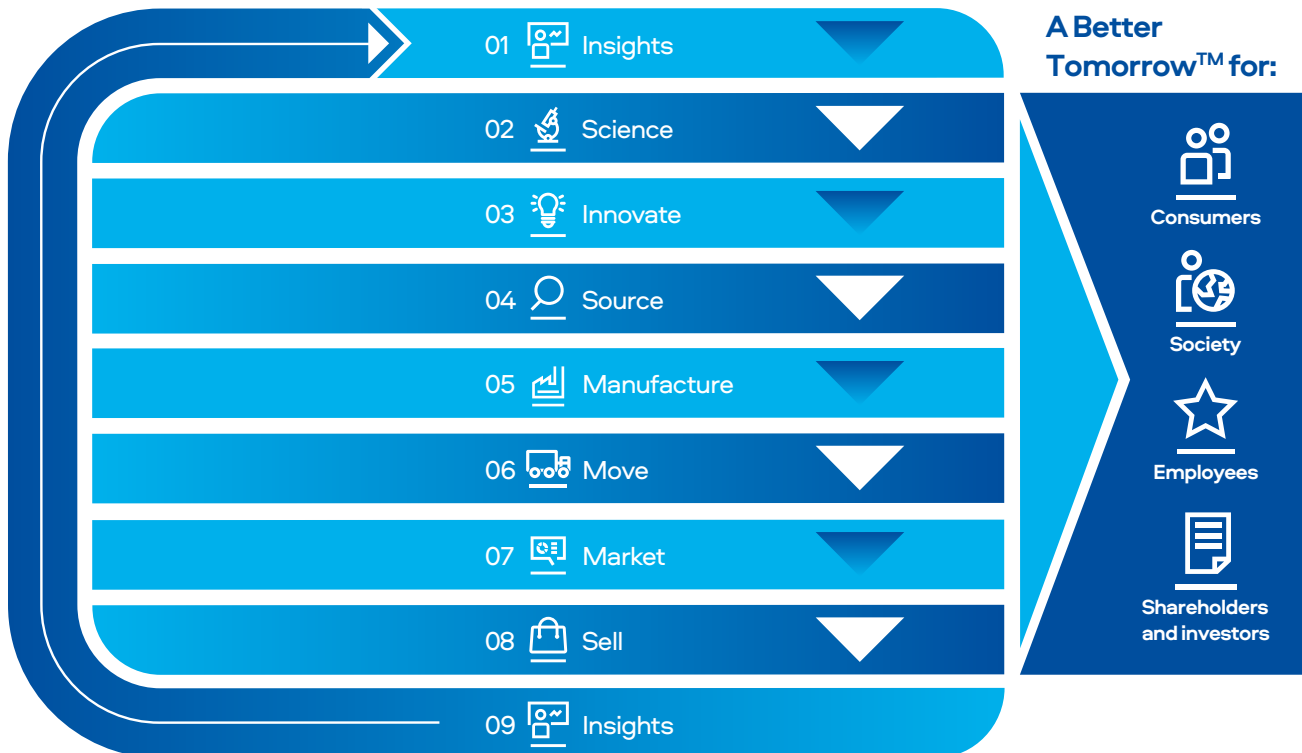 01 Insights
02 Science
03 Innovate
04 Source
05 Manufacture
06 Move
07 Market
08 Sell
09 Insights
A Better
Tomorrow™ for:
Consumers
Society
Employees
Shareholders
and investors